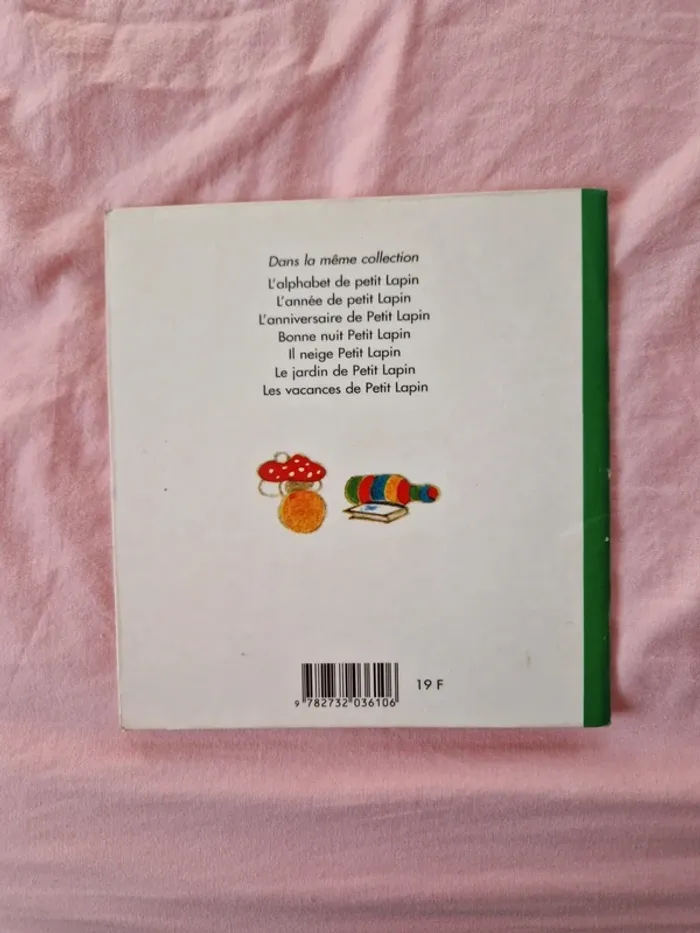 Dans la même collection
L'alphabet de petit Lapin
L'année de petit Lapin
L'anniversaire de Petit Lapin
Bonne nuit Petit Lapin
Il neige Petit Lapin
Le jardin de Petit Lapin
Les vacances de Petit Lapin
9 782732 036106
19 F